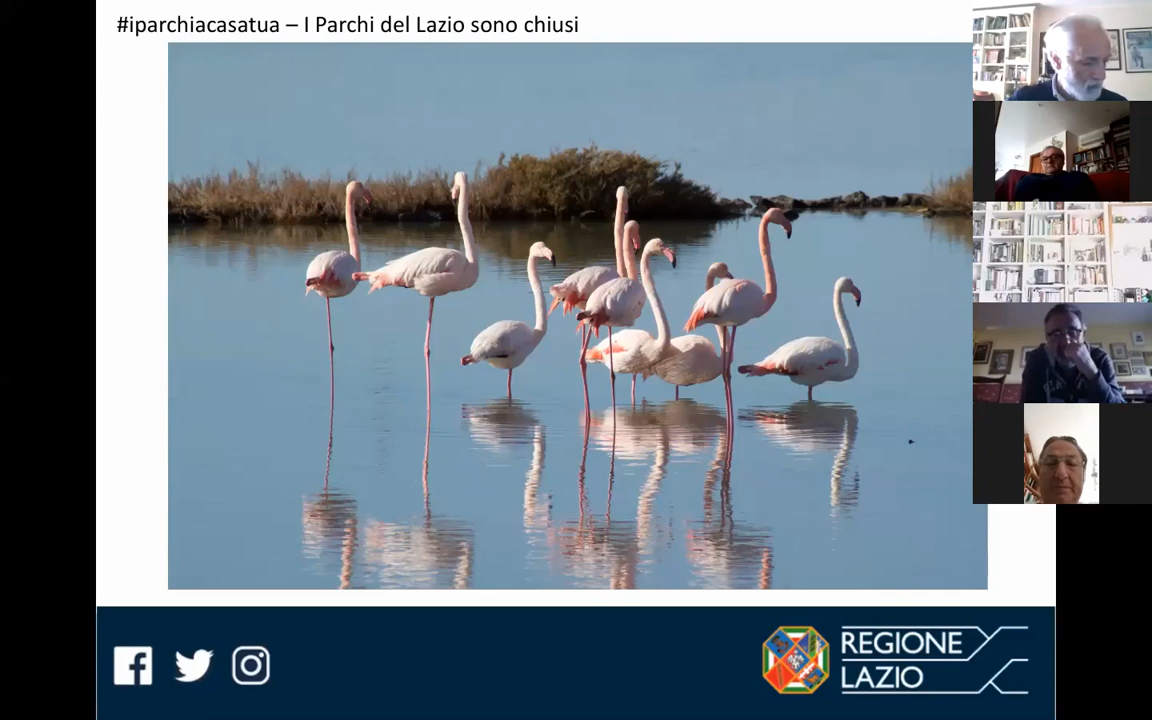 #iparchiacasatua – I Parchi del Lazio sono chiusi
REGIONE
LAZIO